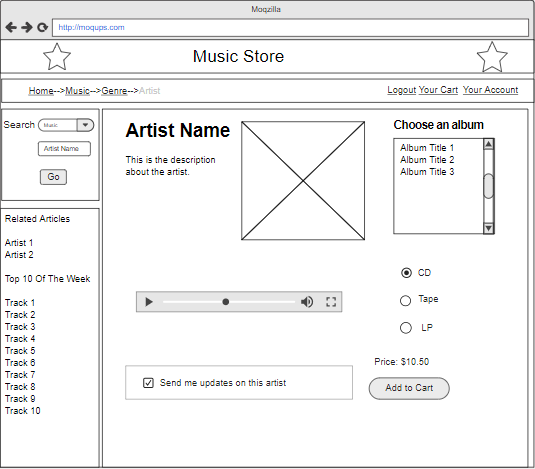 Moqzilla
http://moqups.com
Music Store
Home-->Music-->Genre-->Artist
Logout Your Cart Your Account
Search Music
Artist Name
Go
Related Articles
Artist 1
Artist 2
Top 10 Of The Week
Track 1
Track 2
Track 3
Track 4
Track 5
Track 6
Track 7
Track 8
Track 9
Track 10
Artist Name
This is the description
about the artist.
Choose an album
Album Title 1
Album Title 2
Album Title 3
CD
Tape
LP
Price: $10.50
Send me updates on this artist
Add to Cart